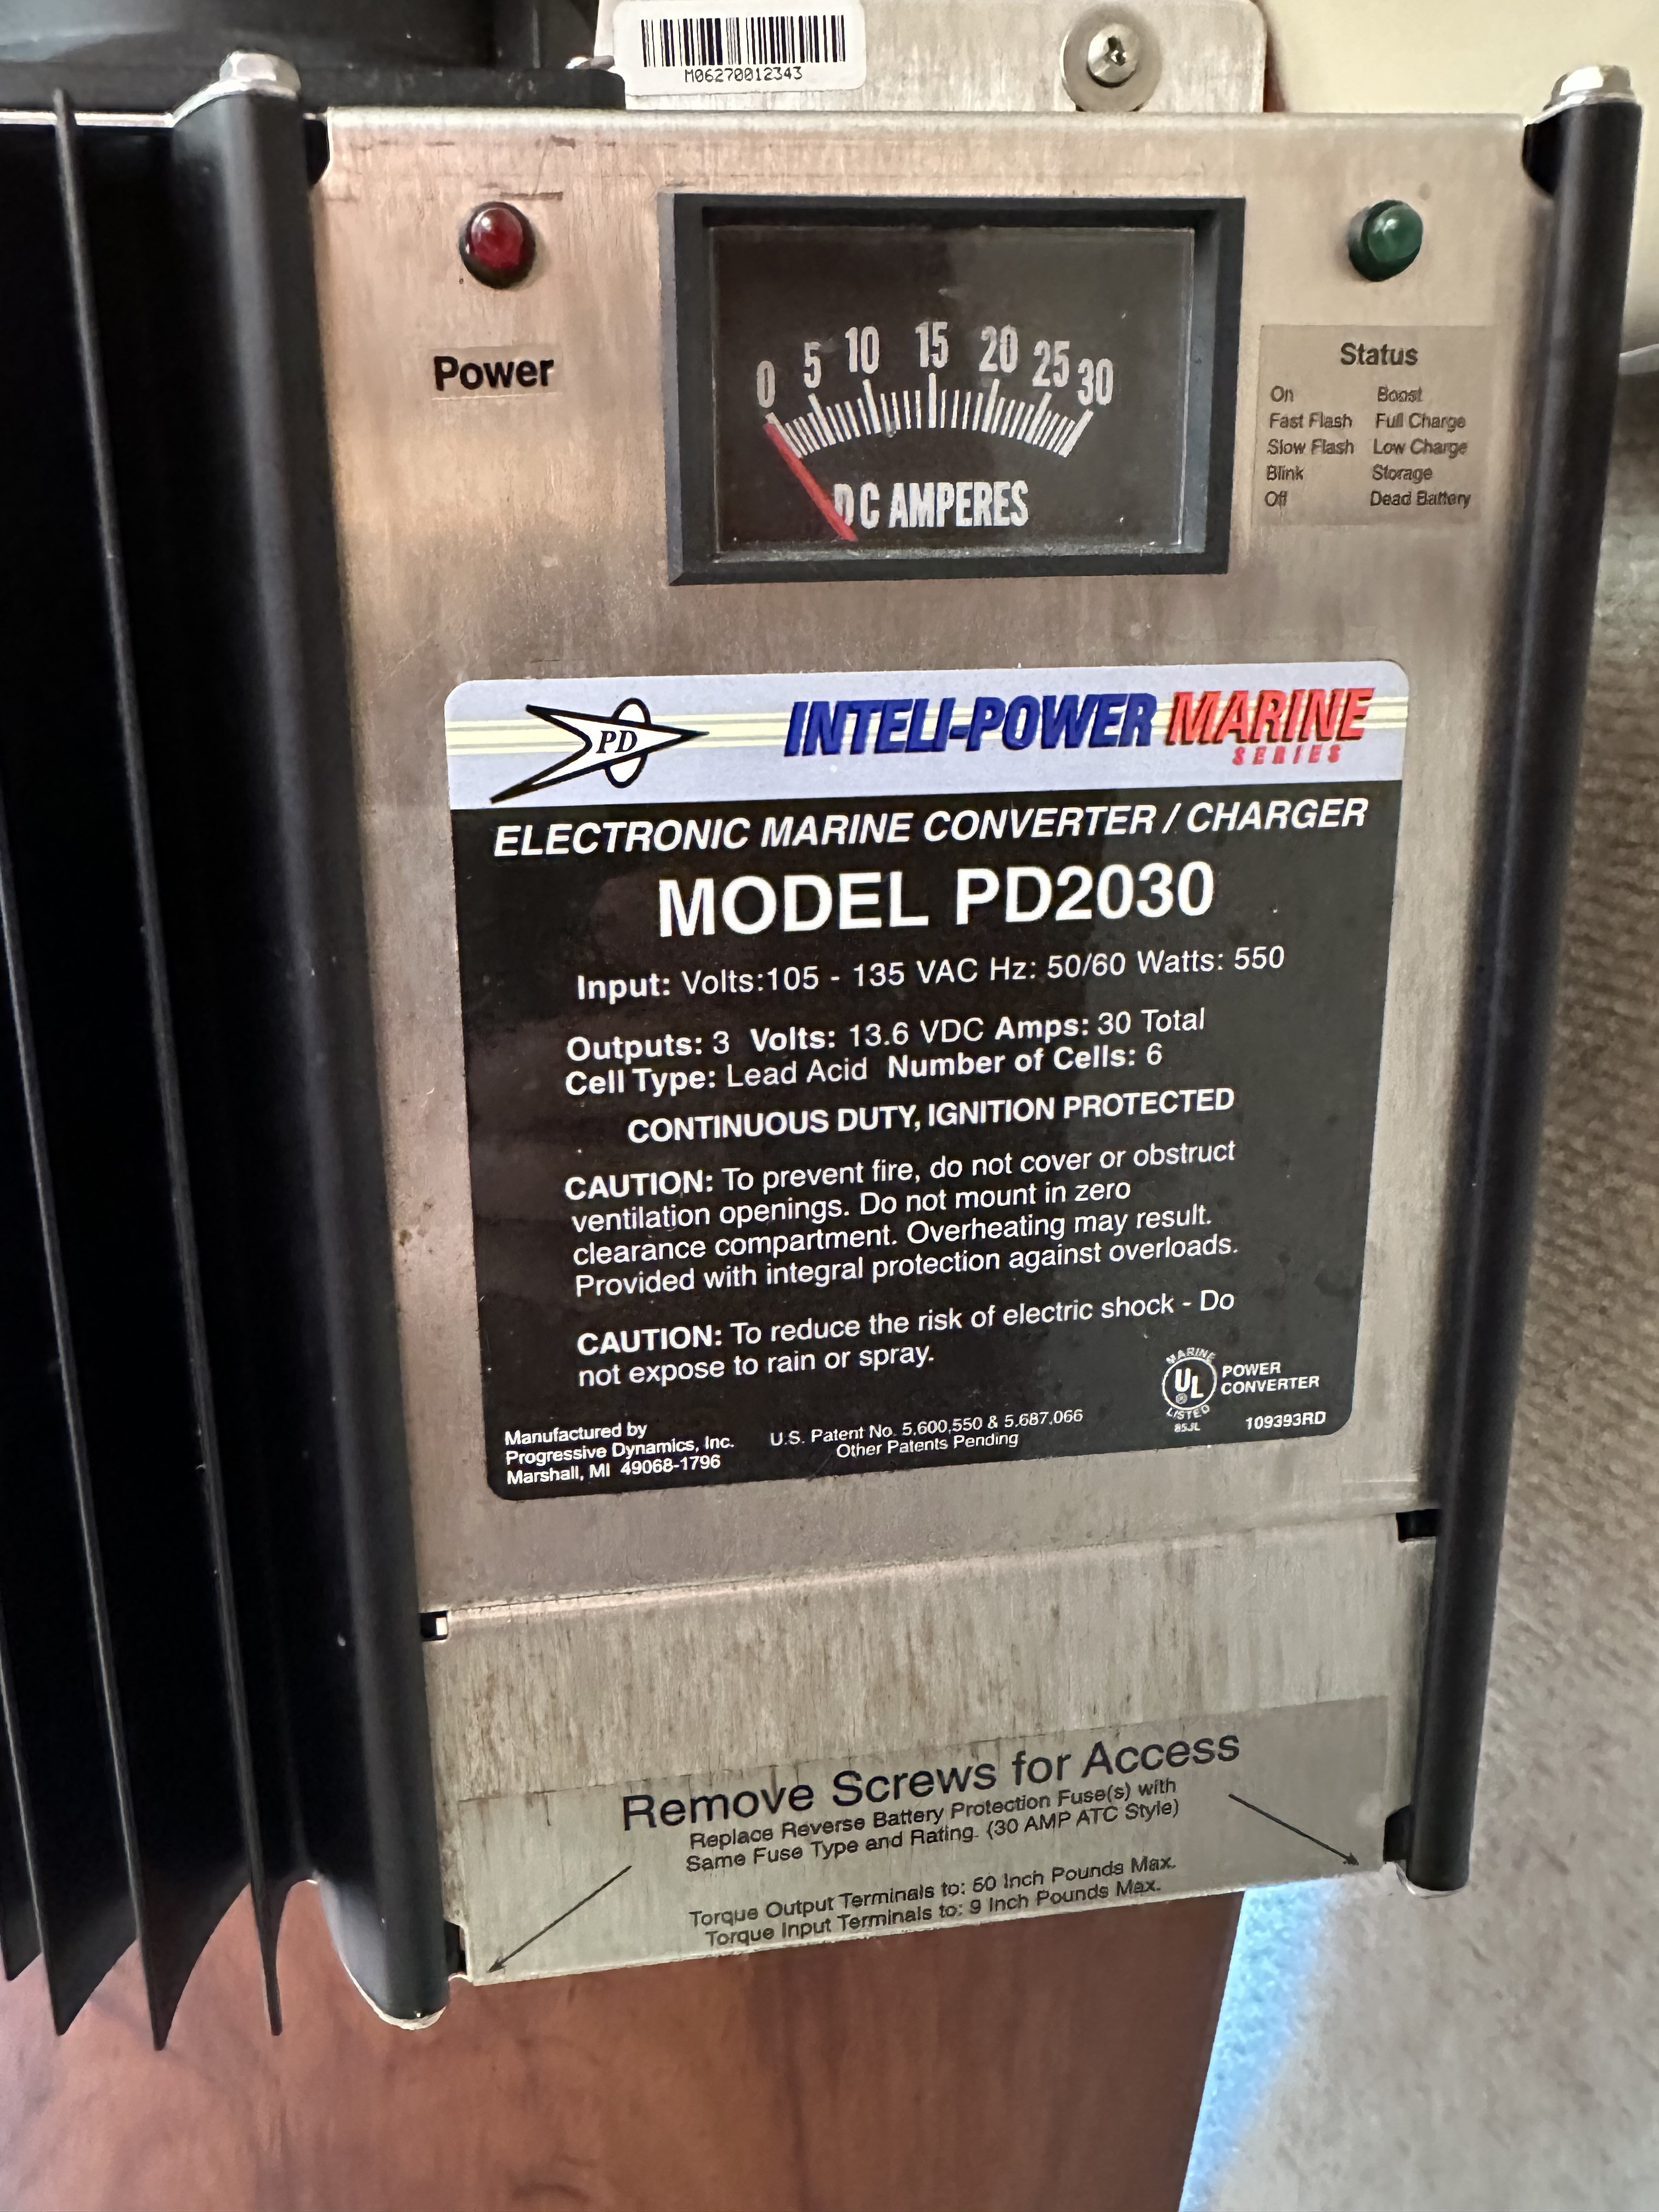 M06270012343
Power
0 5 10 15 20 25 30
DC AMPERES
Status
On Boost
Fast Flash Full Charge
Slow Flash Low Charge
Blink Storage
Off Dead Battery
PD
INTELI-POWER MARINE
SERIES
ELECTRONIC MARINE CONVERTER / CHARGER
MODEL PD2030
Input: Volts:105 - 135 VAC Hz: 50/60 Watts: 550
Outputs: 3 Volts: 13.6 VDC Amps: 30 Total
Cell Type: Lead Acid Number of Cells: 6
CONTINUOUS DUTY, IGNITION PROTECTED
CAUTION: To prevent fire, do not cover or obstruct
ventilation openings. Do not mount in zero
clearance compartment. Overheating may result.
Provided with integral protection against overloads.
CAUTION: To reduce the risk of electric shock - Do
not expose to rain or spray.
Manufactured by
Progressive Dynamics, Inc.
Marshall, MI 49068-1796
U.S. Patent No. 5,600,550 & 5,687,066
Other Patents Pending
MARINE
UL
®
LISTED
85JL
POWER
CONVERTER
109393RD
Remove Screws for Access
Replace Reverse Battery Protection Fuse(s) with
Same Fuse Type and Rating. (30 AMP ATC Style)
Torque Output Terminals to: 50 Inch Pounds Max.
Torque Input Terminals to: 9 Inch Pounds Max.